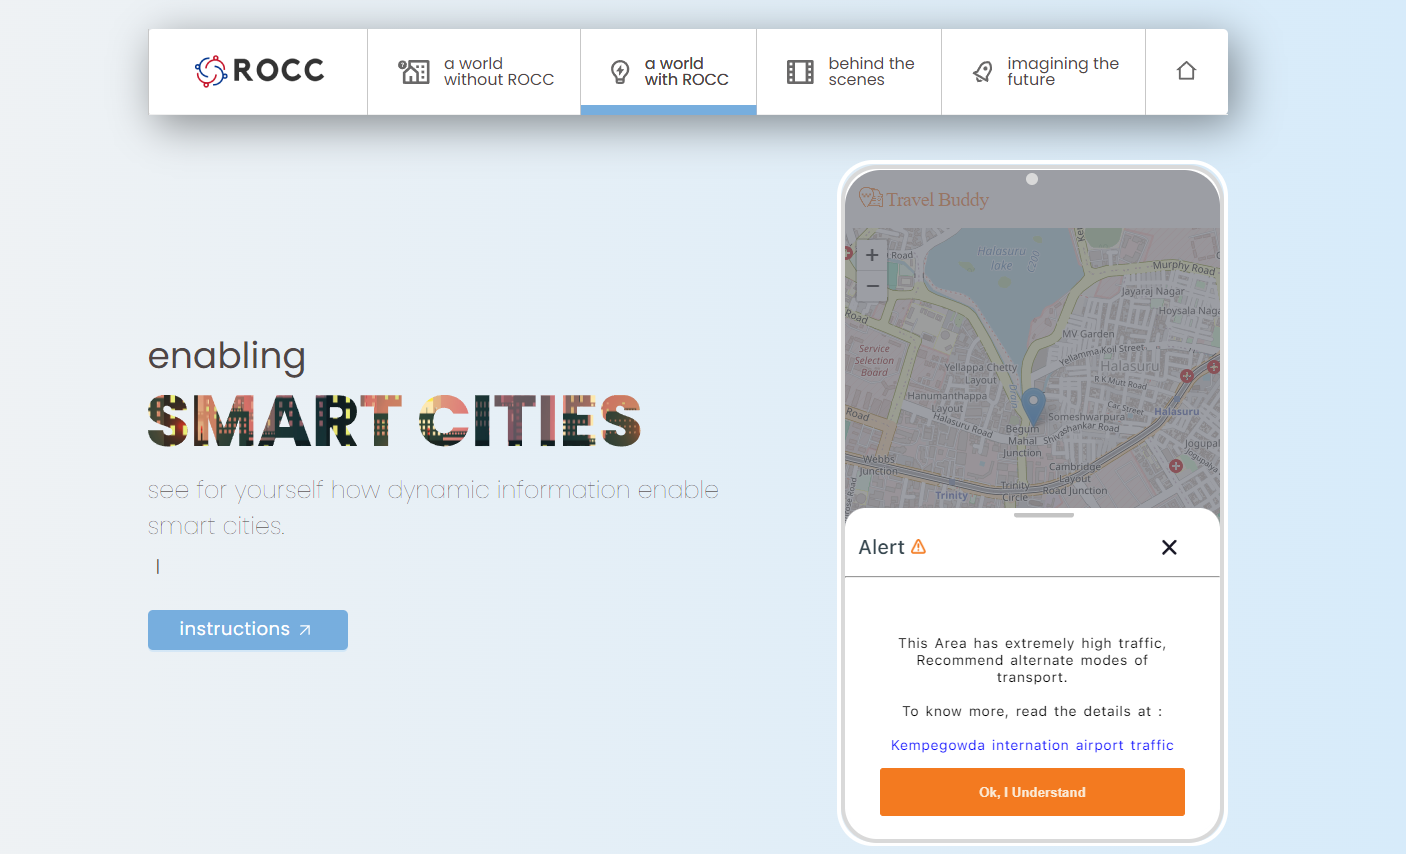 ROCC
a world
without ROCC
a world
with ROCC
behind the
scenes
imagining the
future
enabling
SMART CITIES
see for yourself how dynamic information enable
smart cities.
instructions
Travel Buddy
+
−
Road
Halasuru
lake
Murphy Road
Jayaraj Nagar
Hoysala Naga
Road
MV Garden
Service
Selection
Board
Yellamma Koil Street
Yellappa Chetty
Layout
Halasuru
R K Mutt Road
Hanumanthappa
Layout
Drain
Car Street
Halasuru
Halasuru Road
Someshwarpura
Road
Begum
Mahal
Junction
Shivashankar Road
Jogupal
Jogupalya
Webbs
Junction
Cambridge
Layout
Road Junction
Trinity
Trinity
Circle
Alert
This Area has extremely high traffic,
Recommend alternate modes of
transport.
To know more, read the details at :
Kempegowda internation airport traffic
Ok, I Understand